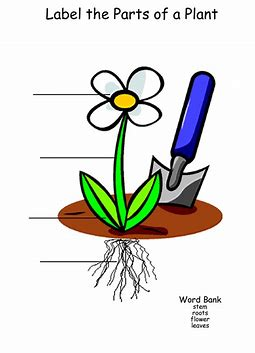 Label the Parts of a Plant
Word Bank
stem
roots
flower
leaves